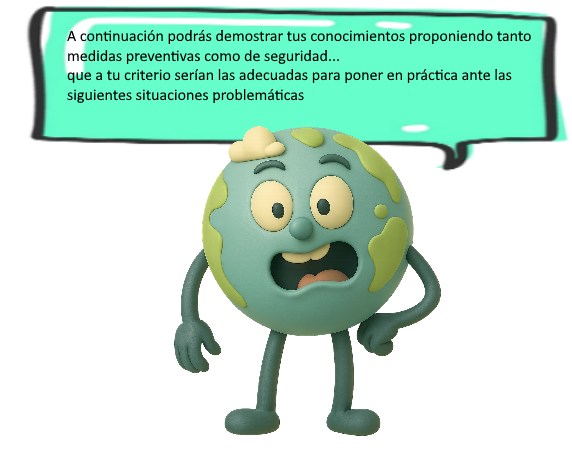 A continuación podrás demostrar tus conocimientos proponiendo tanto
medidas preventivas como de seguridad...
que a tu criterio serían las adecuadas para poner en práctica ante las
siguientes situaciones problemáticas